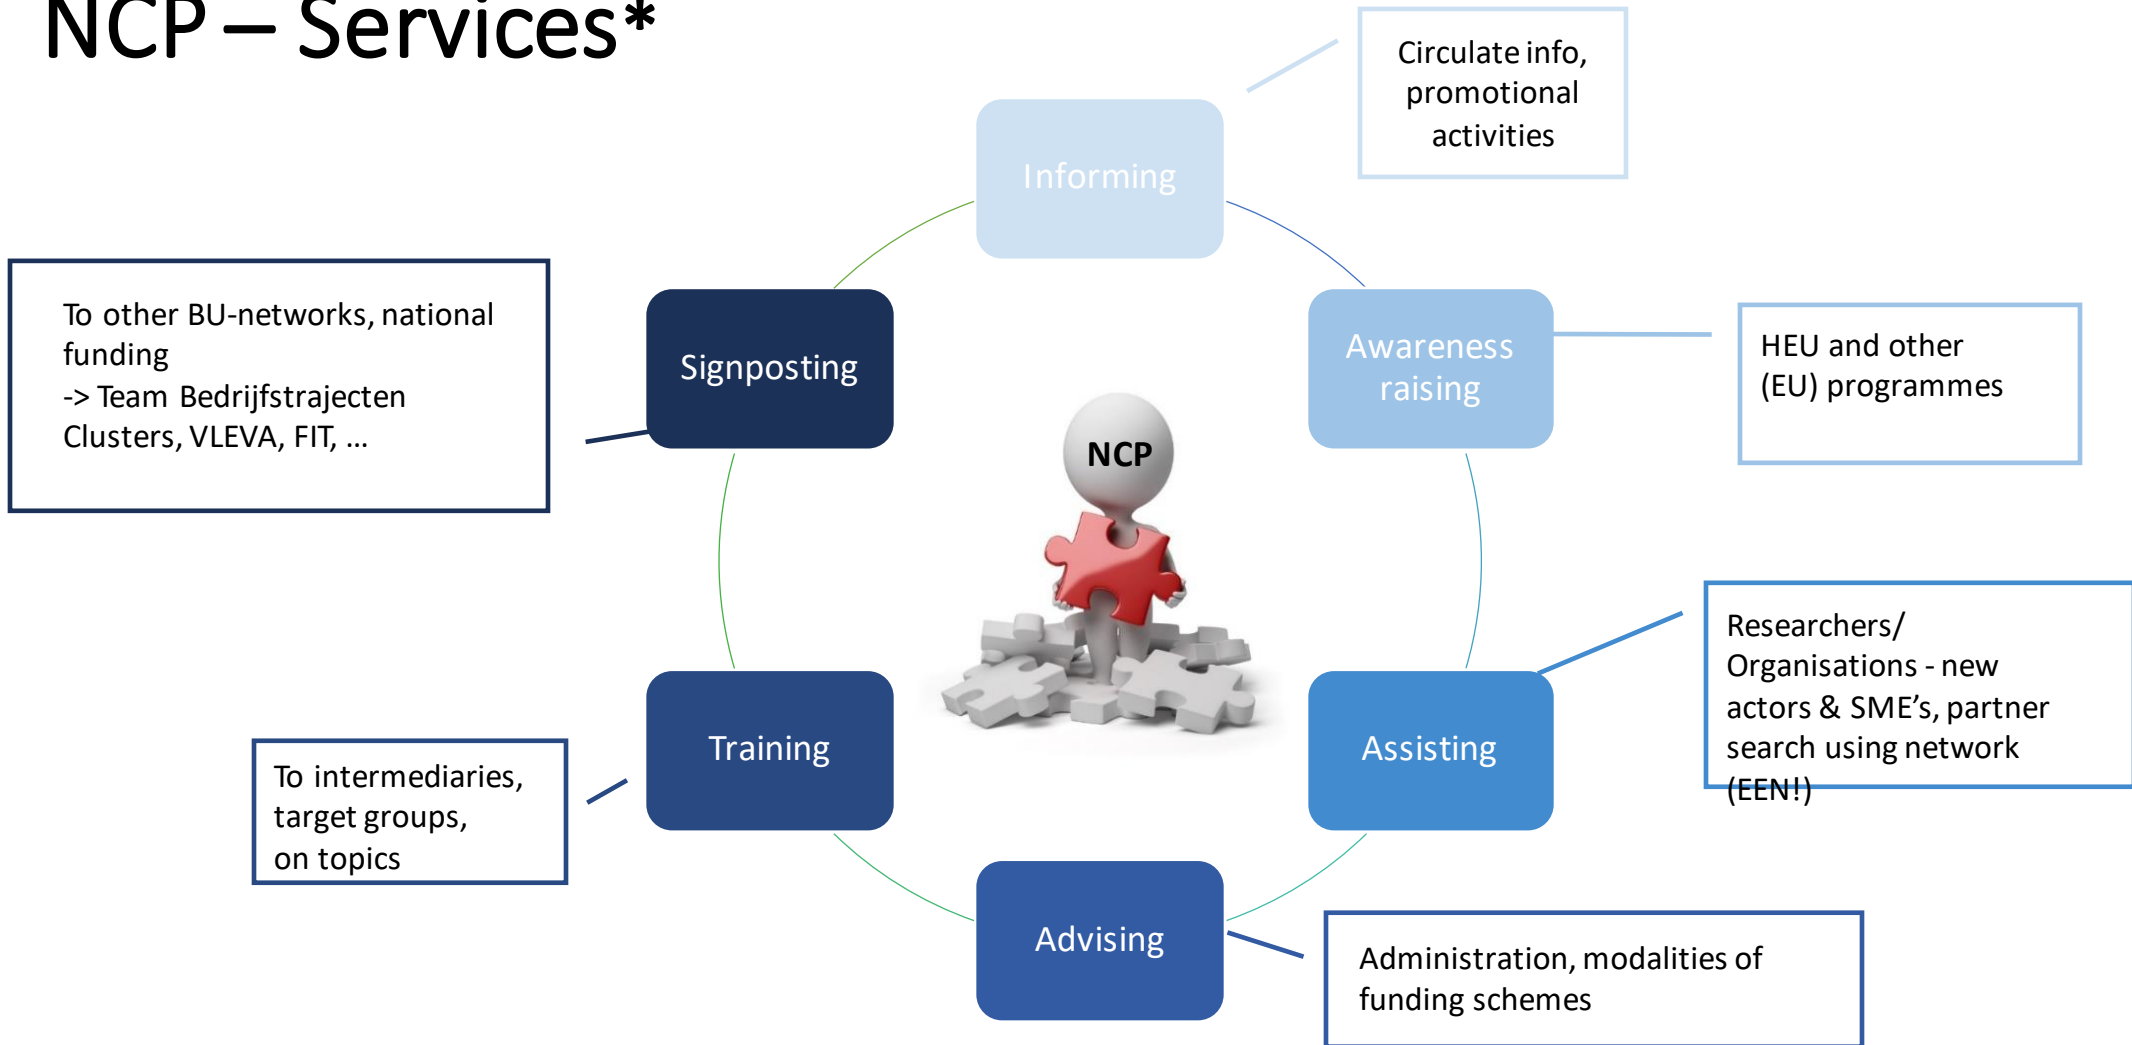 NCP – Services*
Circulate info,
promotional
activities
Informing
To other BU-networks, national
funding
-> Team Bedrijfstrajecten
Clusters, VLEVA, FIT, ...
Signposting
Awareness
raising
HEU and other
(EU) programmes
NCP
Researchers/
Organisations - new
actors & SME’s, partner
search using network
(EEN!)
Training
Assisting
To intermediaries,
target groups,
on topics
Advising
Administration, modalities of
funding schemes